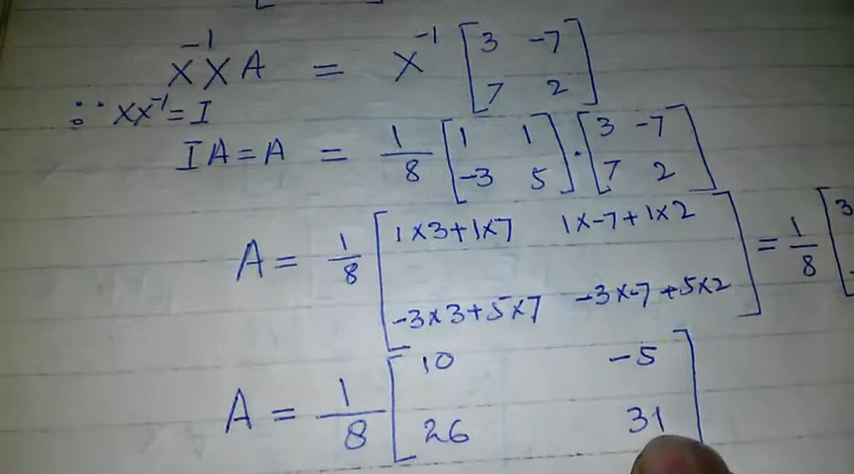 X⁻¹ X A = X⁻¹ [3 -7
7 2]
∵ XX⁻¹ = I
IA = A = 1/8 [1 1
-3 5] · [3 -7
7 2]
A = 1/8 [1×3+1×7 1×-7+1×2
-3×3+5×7 -3×-7+5×2] = 1/8 [3
A = 1/8 [10 -5
26 31]